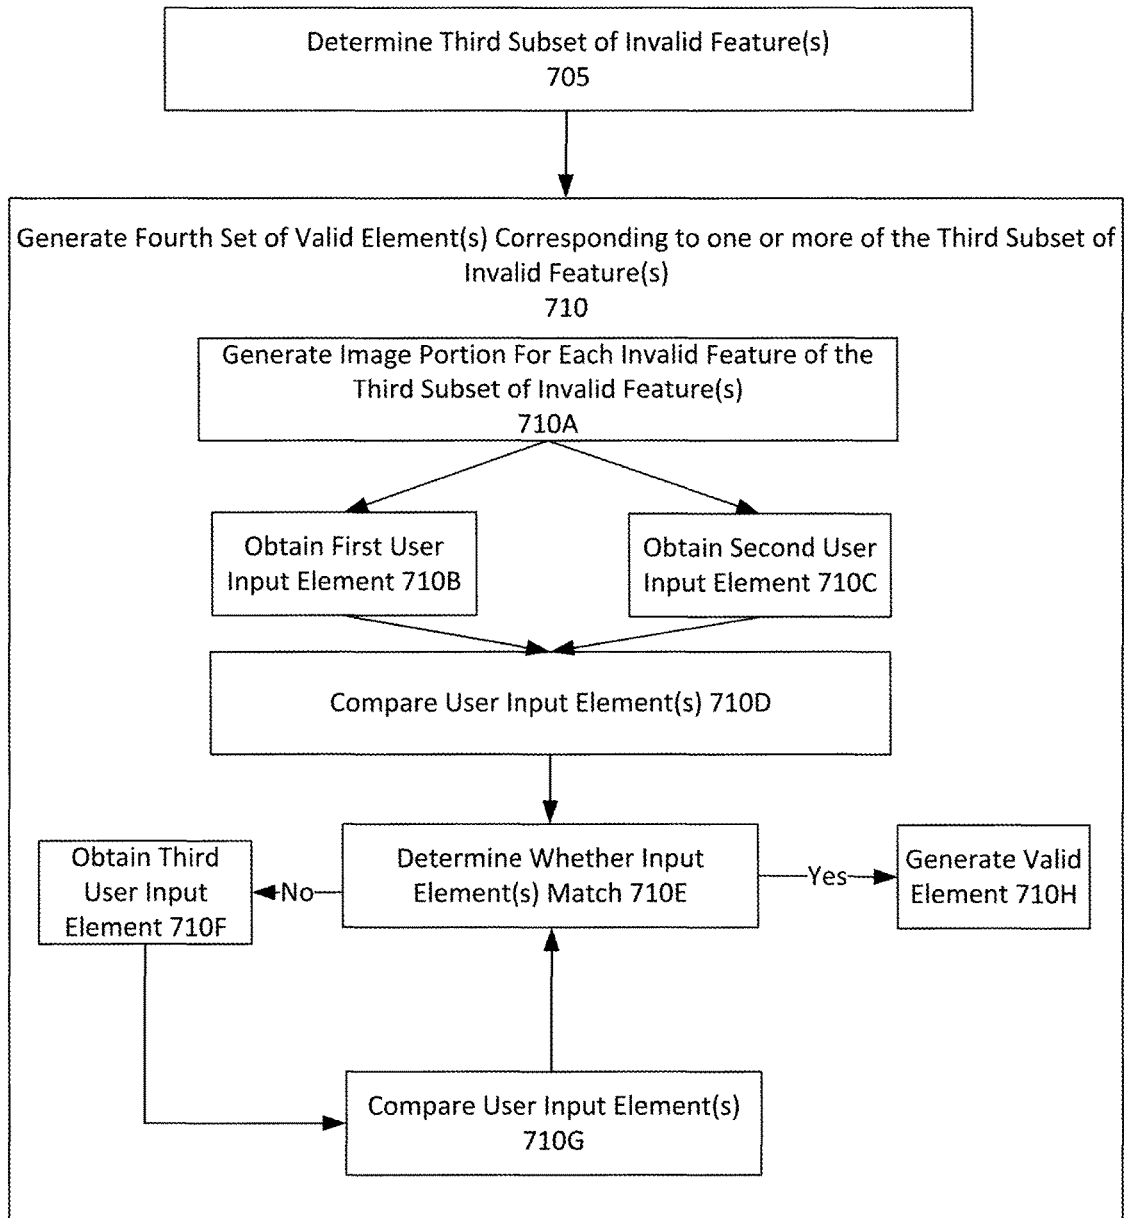 Determine Third Subset of Invalid Feature(s)
705
Generate Fourth Set of Valid Element(s) Corresponding to one or more of the Third Subset of
Invalid Feature(s)
710
Generate Image Portion For Each Invalid Feature of the
Third Subset of Invalid Feature(s)
710A
Obtain First User
Input Element 710B
Obtain Second User
Input Element 710C
Compare User Input Element(s) 710D
Obtain Third
User Input
Element 710F
No
Determine Whether Input
Element(s) Match 710E
Yes
Generate Valid
Element 710H
Compare User Input Element(s)
710G